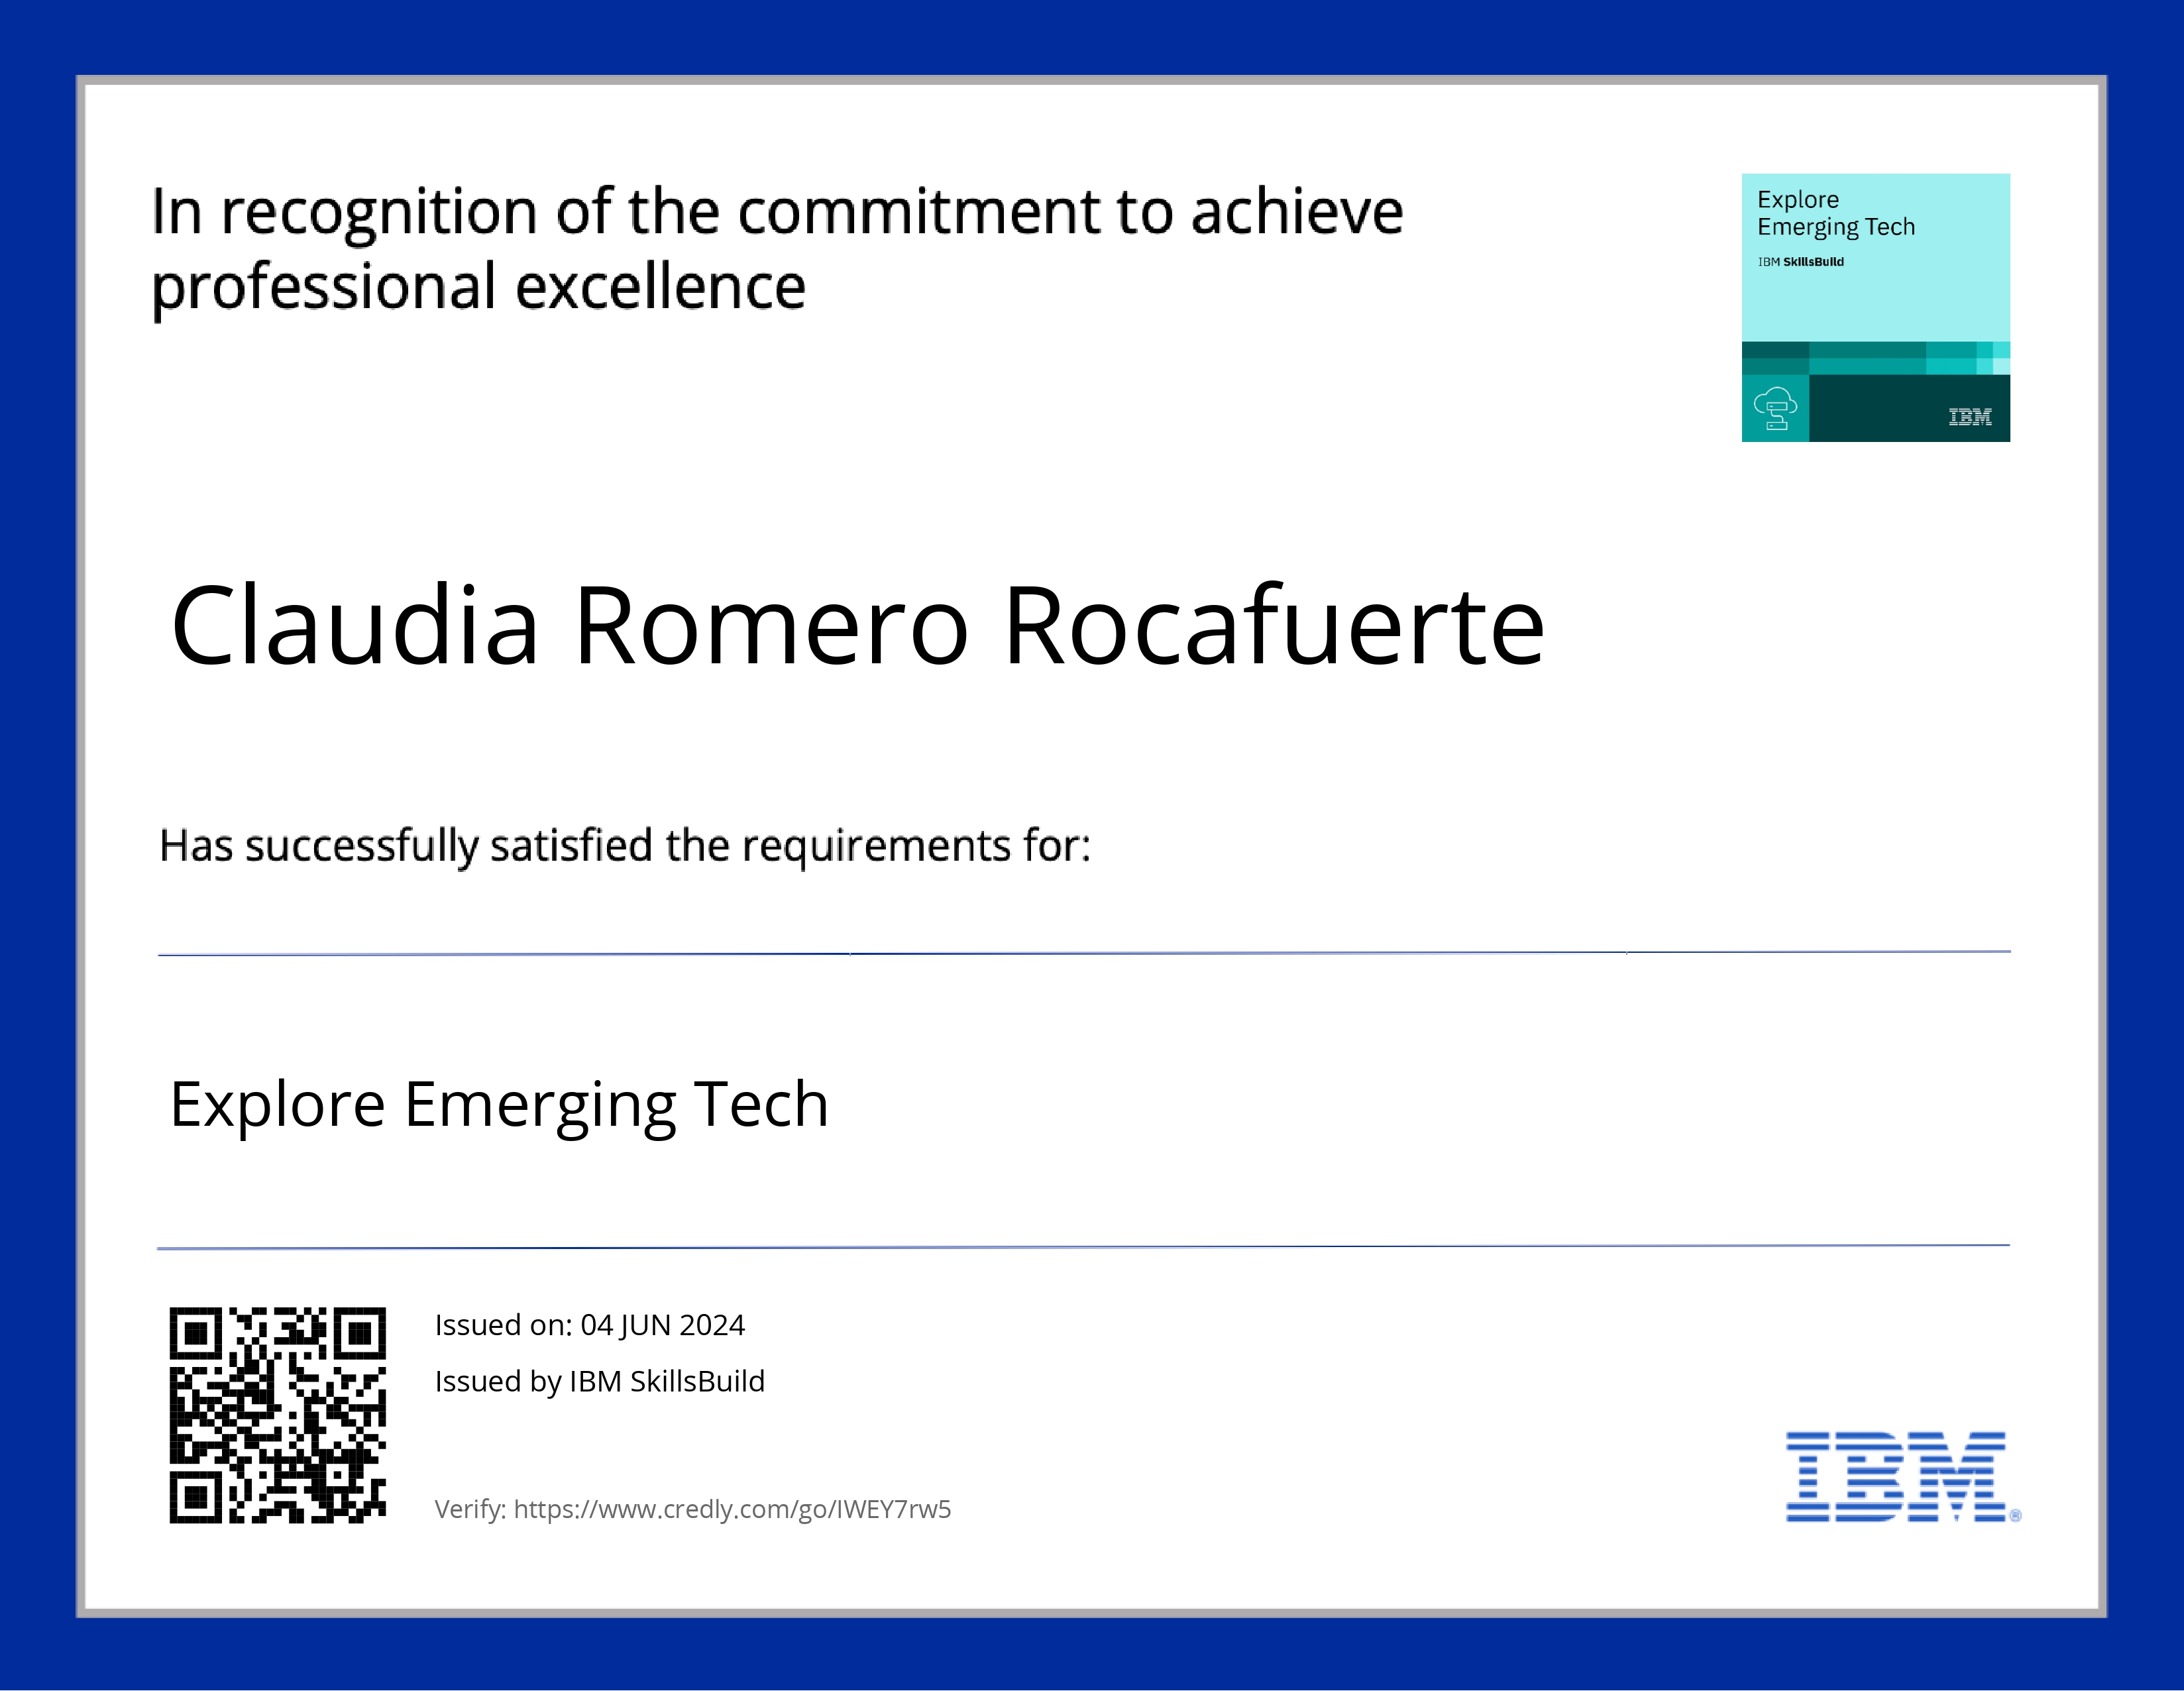 In recognition of the commitment to achieve
professional excellence
Explore
Emerging Tech
IBM SkillsBuild
IBM
Claudia Romero Rocafuerte
Has successfully satisfied the requirements for:
Explore Emerging Tech
Issued on: 04 JUN 2024
Issued by IBM SkillsBuild
Verify: https://www.credly.com/go/IWEY7rw5
IBM®